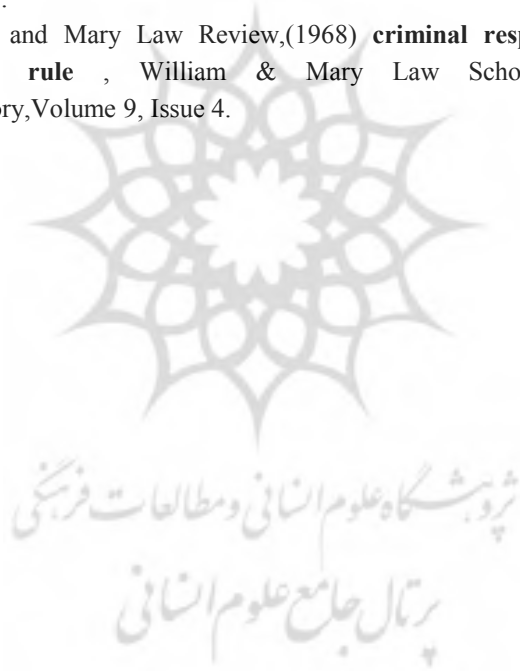 .
and Mary Law Review,(1968) criminal resp
rule , William & Mary Law Scho
ory,Volume 9, Issue 4.
پژوهشگاه علوم انسانی و مطالعات فرهنگی
پرتال جامع علوم انسانی